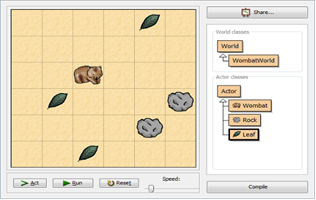 Share...
World classes
World
WombatWorld
Actor classes
Actor
Wombat
Rock
Leaf
Act
Run
Reset
Speed:
Compile